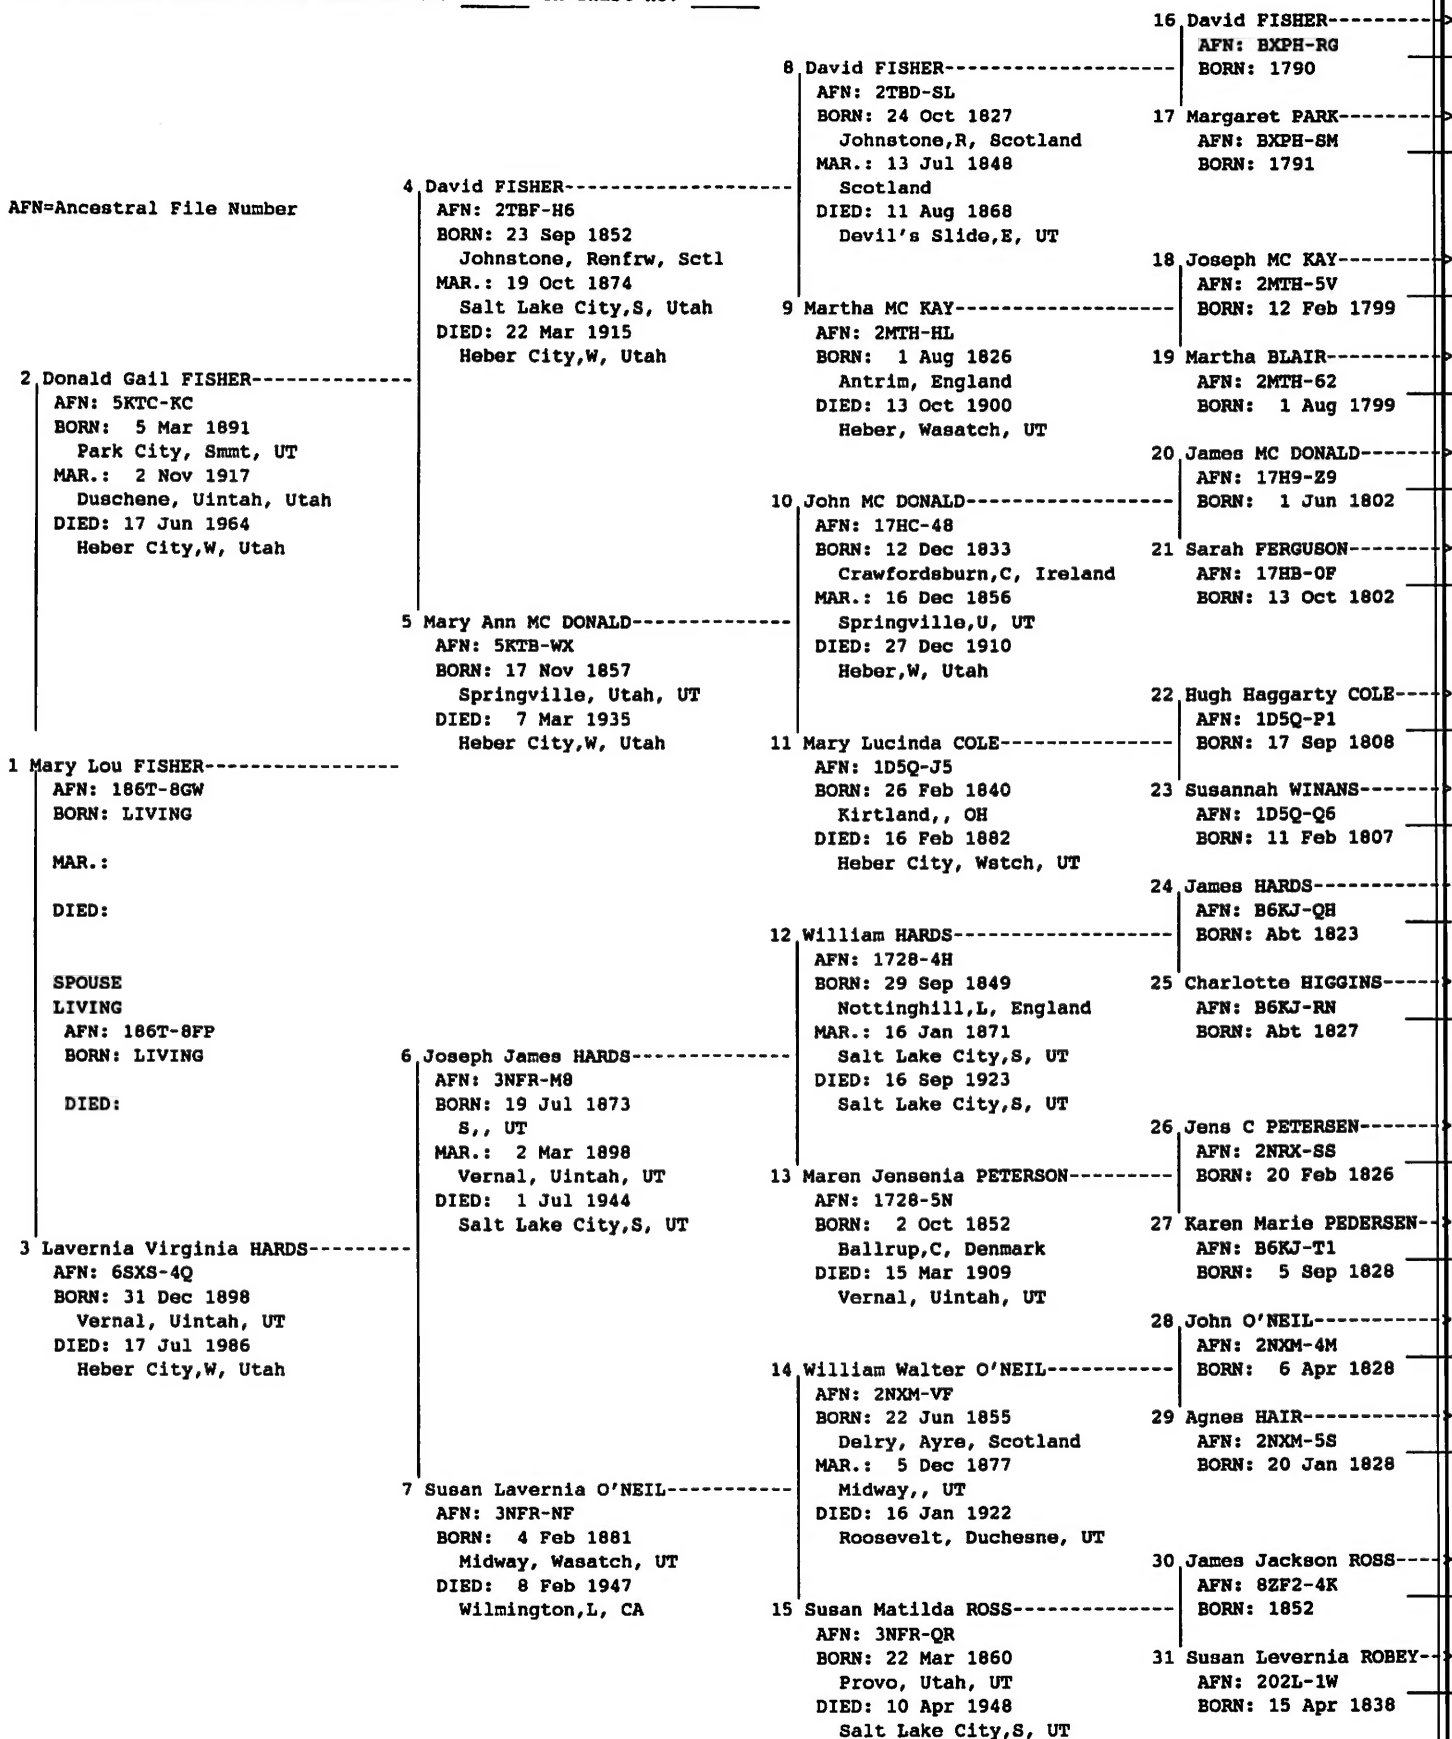 AFN=Ancestral File Number
1 Mary Lou FISHER
AFN: 186T-8GW
BORN: LIVING
MAR.:
DIED:
SPOUSE
LIVING
AFN: 186T-8FP
BORN: LIVING
DIED:
2 Donald Gail FISHER
AFN: 5KTC-KC
BORN: 5 Mar 1891
Park City, Smmt, UT
MAR.: 2 Nov 1917
Duschene, Uintah, Utah
DIED: 17 Jun 1964
Heber City,W, Utah
3 Lavernia Virginia HARDS
AFN: 6SXS-4Q
BORN: 31 Dec 1898
Vernal, Uintah, UT
DIED: 17 Jul 1986
Heber City,W, Utah
4 David FISHER
AFN: 2TBF-H6
BORN: 23 Sep 1852
Johnstone, Renfrw, Sctl
MAR.: 19 Oct 1874
Salt Lake City,S, Utah
DIED: 22 Mar 1915
Heber City,W, Utah
5 Mary Ann MC DONALD
AFN: 5KTB-WX
BORN: 17 Nov 1857
Springville, Utah, UT
DIED: 7 Mar 1935
Heber City,W, Utah
6 Joseph James HARDS
AFN: 3NFR-M8
BORN: 19 Jul 1873
S,, UT
MAR.: 2 Mar 1898
Vernal, Uintah, UT
DIED: 1 Jul 1944
Salt Lake City,S, UT
7 Susan Lavernia O'NEIL
AFN: 3NFR-NF
BORN: 4 Feb 1881
Midway, Wasatch, UT
DIED: 8 Feb 1947
Wilmington,L, CA
8 David FISHER
AFN: 2TBD-SL
BORN: 24 Oct 1827
Johnstone,R, Scotland
MAR.: 13 Jul 1848
Scotland
DIED: 11 Aug 1868
Devil's Slide,E, UT
9 Martha MC KAY
AFN: 2MTH-HL
BORN: 1 Aug 1826
Antrim, England
DIED: 13 Oct 1900
Heber, Wasatch, UT
10 John MC DONALD
AFN: 17HC-48
BORN: 12 Dec 1833
Crawfordsburn,C, Ireland
MAR.: 16 Dec 1856
Springville,U, UT
DIED: 27 Dec 1910
Heber,W, Utah
11 Mary Lucinda COLE
AFN: 1D5Q-J5
BORN: 26 Feb 1840
Kirtland,, OH
DIED: 16 Feb 1882
Heber City, Wstch, UT
12 William HARDS
AFN: 1728-4H
BORN: 29 Sep 1849
Nottinghill,L, England
MAR.: 16 Jan 1871
Salt Lake City,S, UT
DIED: 16 Sep 1923
Salt Lake City,S, UT
13 Maren Jensenia PETERSON
AFN: 1728-5N
BORN: 2 Oct 1852
Ballrup,C, Denmark
DIED: 15 Mar 1909
Vernal, Uintah, UT
14 William Walter O'NEIL
AFN: 2NXM-VF
BORN: 22 Jun 1855
Delry, Ayre, Scotland
MAR.: 5 Dec 1877
Midway,, UT
DIED: 16 Jan 1922
Roosevelt, Duchesne, UT
15 Susan Matilda ROSS
AFN: 3NFR-QR
BORN: 22 Mar 1860
Provo, Utah, UT
DIED: 10 Apr 1948
Salt Lake City,S, UT
16 David FISHER
AFN: BXPH-RG
BORN: 1790
17 Margaret PARK
AFN: BXPH-SM
BORN: 1791
18 Joseph MC KAY
AFN: 2MTH-5V
BORN: 12 Feb 1799
19 Martha BLAIR
AFN: 2MTH-62
BORN: 1 Aug 1799
20 James MC DONALD
AFN: 17H9-Z9
BORN: 1 Jun 1802
21 Sarah FERGUSON
AFN: 17HB-0F
BORN: 13 Oct 1802
22 Hugh Haggarty COLE
AFN: 1D5Q-P1
BORN: 17 Sep 1808
23 Susannah WINANS
AFN: 1D5Q-Q6
BORN: 11 Feb 1807
24 James HARDS
AFN: B6KJ-QH
BORN: Abt 1823
25 Charlotte HIGGINS
AFN: B6KJ-RN
BORN: Abt 1827
26 Jens C PETERSEN
AFN: 2NRX-SS
BORN: 20 Feb 1826
27 Karen Marie PEDERSEN
AFN: B6KJ-T1
BORN: 5 Sep 1828
28 John O'NEIL
AFN: 2NXM-4M
BORN: 6 Apr 1828
29 Agnes HAIR
AFN: 2NXM-5S
BORN: 20 Jan 1828
30 James Jackson ROSS
AFN: 8ZF2-4K
BORN: 1852
31 Susan Levernia ROBEY
AFN: 202L-1W
BORN: 15 Apr 1838